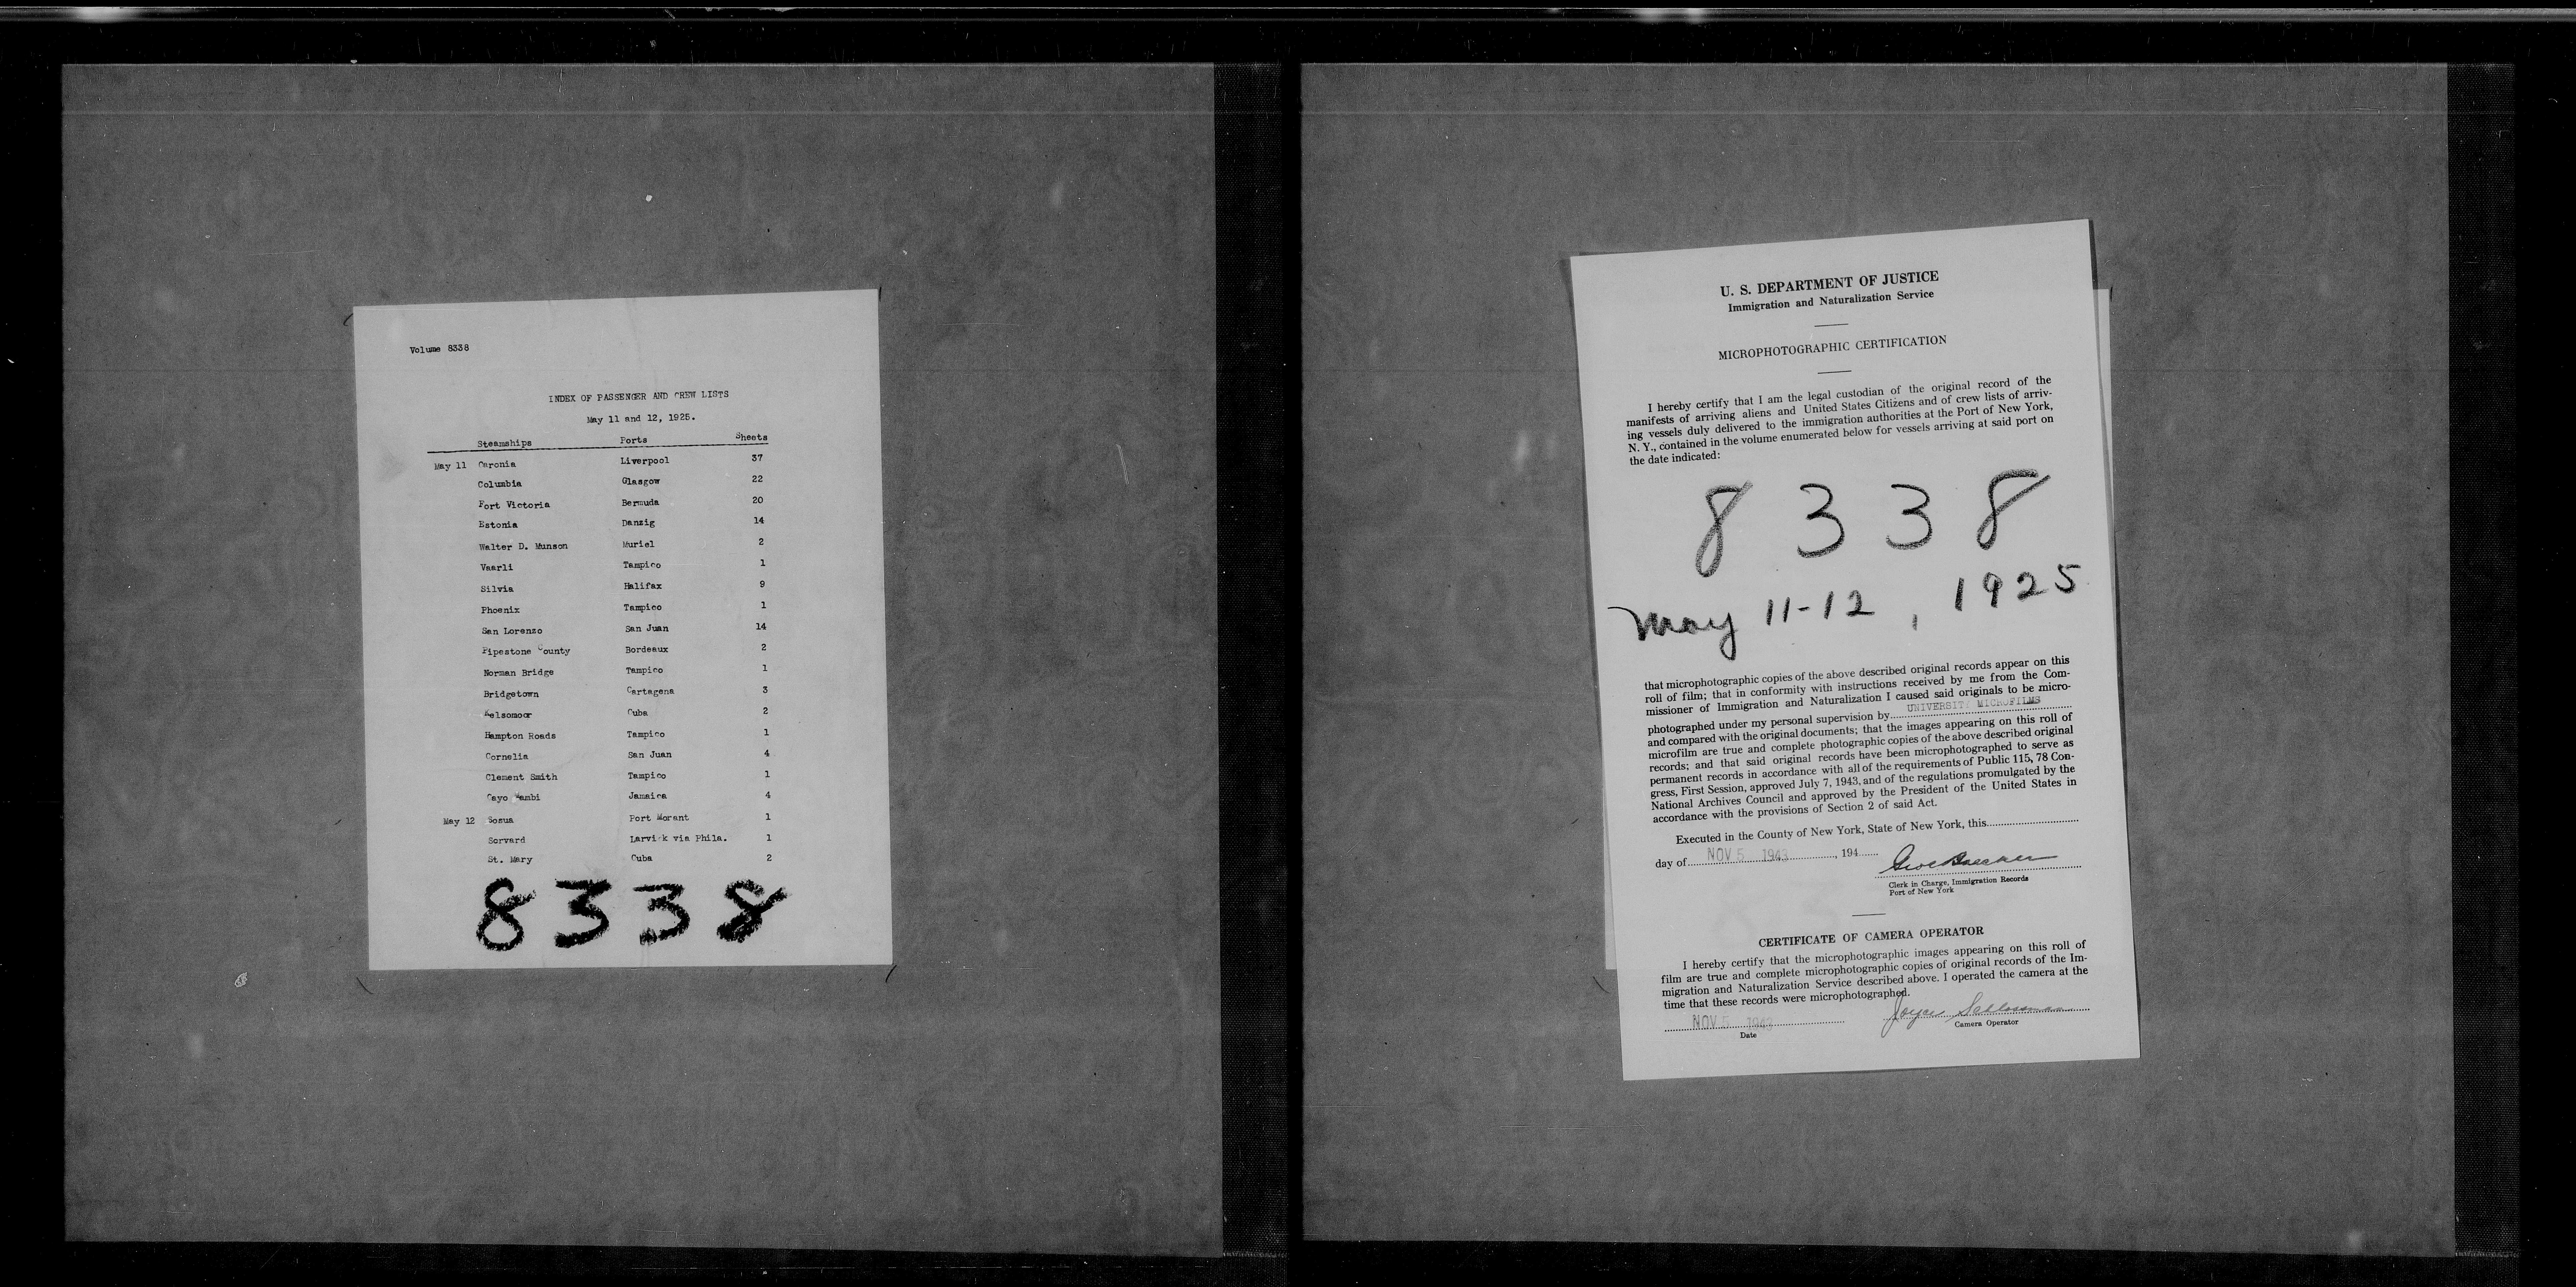 Volume 8338
INDEX OF PASSENGER AND CREW LISTS
May 11 and 12, 1925.
Steamships Ports Sheets
May 11 Caronia Liverpool 37
Columbia Glasgow 22
Fort Victoria Bermuda 20
Estonia Danzig 14
Walter D. Munson Muriel 2
Vaarli Tampico 1
Silvia Halifax 9
Phoenix Tampico 1
San Lorenzo San Juan 14
Pipestone County Bordeaux 2
Norman Bridge Tampico 1
Bridgetown Cartagena 3
Kelsomoor Cuba 2
Hampton Roads Tampico 1
Cornelia San Juan 4
Clement Smith Tampico 1
Cayo Mambi Jamaica 4
May 12 Sosua Port Morant 1
Sorvard Larvik via Phila. 1
St. Mary Cuba 2
8338
U. S. DEPARTMENT OF JUSTICE
Immigration and Naturalization Service
MICROPHOTOGRAPHIC CERTIFICATION
I hereby certify that I am the legal custodian of the original record of the
manifests of arriving aliens and United States Citizens and of crew lists of arriv-
ing vessels duly delivered to the immigration authorities at the Port of New York,
N. Y., contained in the volume enumerated below for vessels arriving at said port on
the date indicated:
8338
May 11-12, 1925
that microphotographic copies of the above described original records appear on this
roll of film; that in conformity with instructions received by me from the Com-
missioner of Immigration and Naturalization I caused said originals to be micro-
photographed under my personal supervision by UNIVERSITY MICROFILMS
and compared with the original documents; that the images appearing on this roll of
microfilm are true and complete photographic copies of the above described original
records; and that said original records have been microphotographed to serve as
permanent records in accordance with all of the requirements of Public 115, 78 Con-
gress, First Session, approved July 7, 1943, and of the regulations promulgated by the
National Archives Council and approved by the President of the United States in
accordance with the provisions of Section 2 of said Act.
Executed in the County of New York, State of New York, this
day of NOV 5 1943, 194
Clerk in Charge, Immigration Records
Port of New York
CERTIFICATE OF CAMERA OPERATOR
I hereby certify that the microphotographic images appearing on this roll of
film are true and complete microphotographic copies of original records of the Im-
migration and Naturalization Service described above. I operated the camera at the
time that these records were microphotographed.
NOV 5 1943 Joyce Schlossman
Date Camera Operator